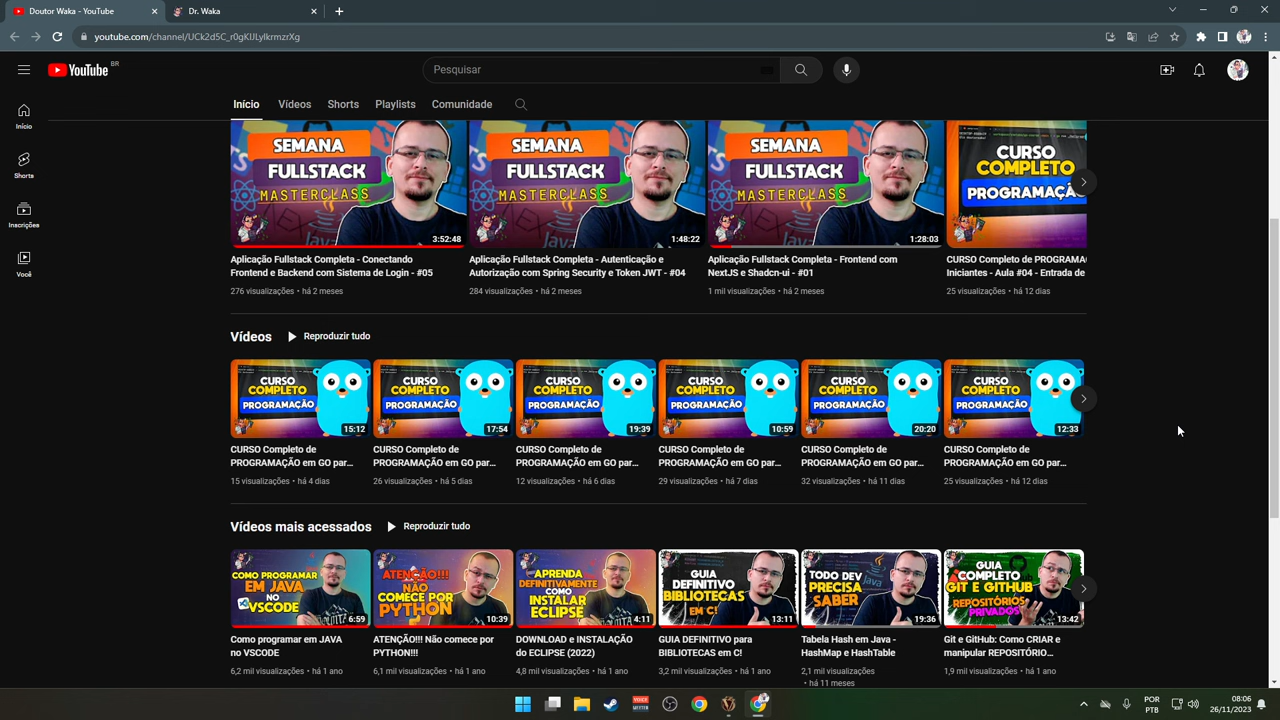 Doutor Waka - YouTube
Dr. Waka
YouTube BR
Pesquisar
Início
Vídeos
Shorts
Playlists
Comunidade
Início
Shorts
Inscrições
Você
SEMANA
FULLSTACK
MASTERCLASS
3:52:48
Aplicação Fullstack Completa - Conectando
Frontend e Backend com Sistema de Login - #05
276 visualizações • há 2 meses
SEMANA
FULLSTACK
MASTERCLASS
1:48:22
Aplicação Fullstack Completa - Autenticação e
Autorização com Spring Security e Token JWT - #04
284 visualizações • há 2 meses
SEMANA
FULLSTACK
MASTERCLASS
1:28:03
Aplicação Fullstack Completa - Frontend com
NextJS e Shadcn-ui - #01
1 mil visualizações • há 2 meses
CURSO
COMPLETO
PROGRAMAÇÃ
CURSO Completo de PROGRAMA
Iniciantes - Aula #04 - Entrada de
25 visualizações • há 12 dias
Vídeos
Reproduzir tudo
CURSO
COMPLETO
PROGRAMAÇÃO
15:12
CURSO Completo de
PROGRAMAÇÃO em GO par...
15 visualizações • há 4 dias
CURSO
COMPLETO
PROGRAMAÇÃO
17:54
CURSO Completo de
PROGRAMAÇÃO em GO par...
26 visualizações • há 5 dias
CURSO
COMPLETO
PROGRAMAÇÃO
19:39
CURSO Completo de
PROGRAMAÇÃO em GO par...
12 visualizações • há 6 dias
CURSO
COMPLETO
PROGRAMAÇÃO
10:59
CURSO Completo de
PROGRAMAÇÃO em GO par...
29 visualizações • há 7 dias
CURSO
COMPLETO
PROGRAMAÇÃO
20:20
CURSO Completo de
PROGRAMAÇÃO em GO par...
32 visualizações • há 11 dias
CURSO
COMPLETO
PROGRAMAÇÃO
12:33
CURSO Completo de
PROGRAMAÇÃO em GO par...
25 visualizações • há 12 dias
Vídeos mais acessados
Reproduzir tudo
COMO PROGRAMAR
EM JAVA
NO
VSCODE
6:59
Como programar em JAVA
no VSCODE
6,2 mil visualizações • há 1 ano
ATENÇÃO!!!
NÃO
COMECE POR
PYTHON
10:39
ATENÇÃO!!! Não comece por
PYTHON!!!
6,1 mil visualizações • há 1 ano
APRENDA
DEFINITIVAMENTE
COMO
INSTALAR
ECLIPSE
4:11
DOWNLOAD e INSTALAÇÃO
do ECLIPSE (2022)
4,8 mil visualizações • há 1 ano
GUIA
DEFINITIVO
BIBLIOTECAS
EM C!
13:11
GUIA DEFINITIVO para
BIBLIOTECAS em C!
3,2 mil visualizações • há 1 ano
TODO DEV
PRECISA
SABER
19:36
Tabela Hash em Java -
HashMap e HashTable
2,1 mil visualizações
• há 11 meses
GUIA
COMPLETO
GIT E GITHUB
REPOSITÓRIOS
PRIVADOS
13:42
Git e GitHub: Como CRIAR e
manipular REPOSITÓRIO...
1,9 mil visualizações • há 1 ano
POR
PTB
08:06
26/11/2023